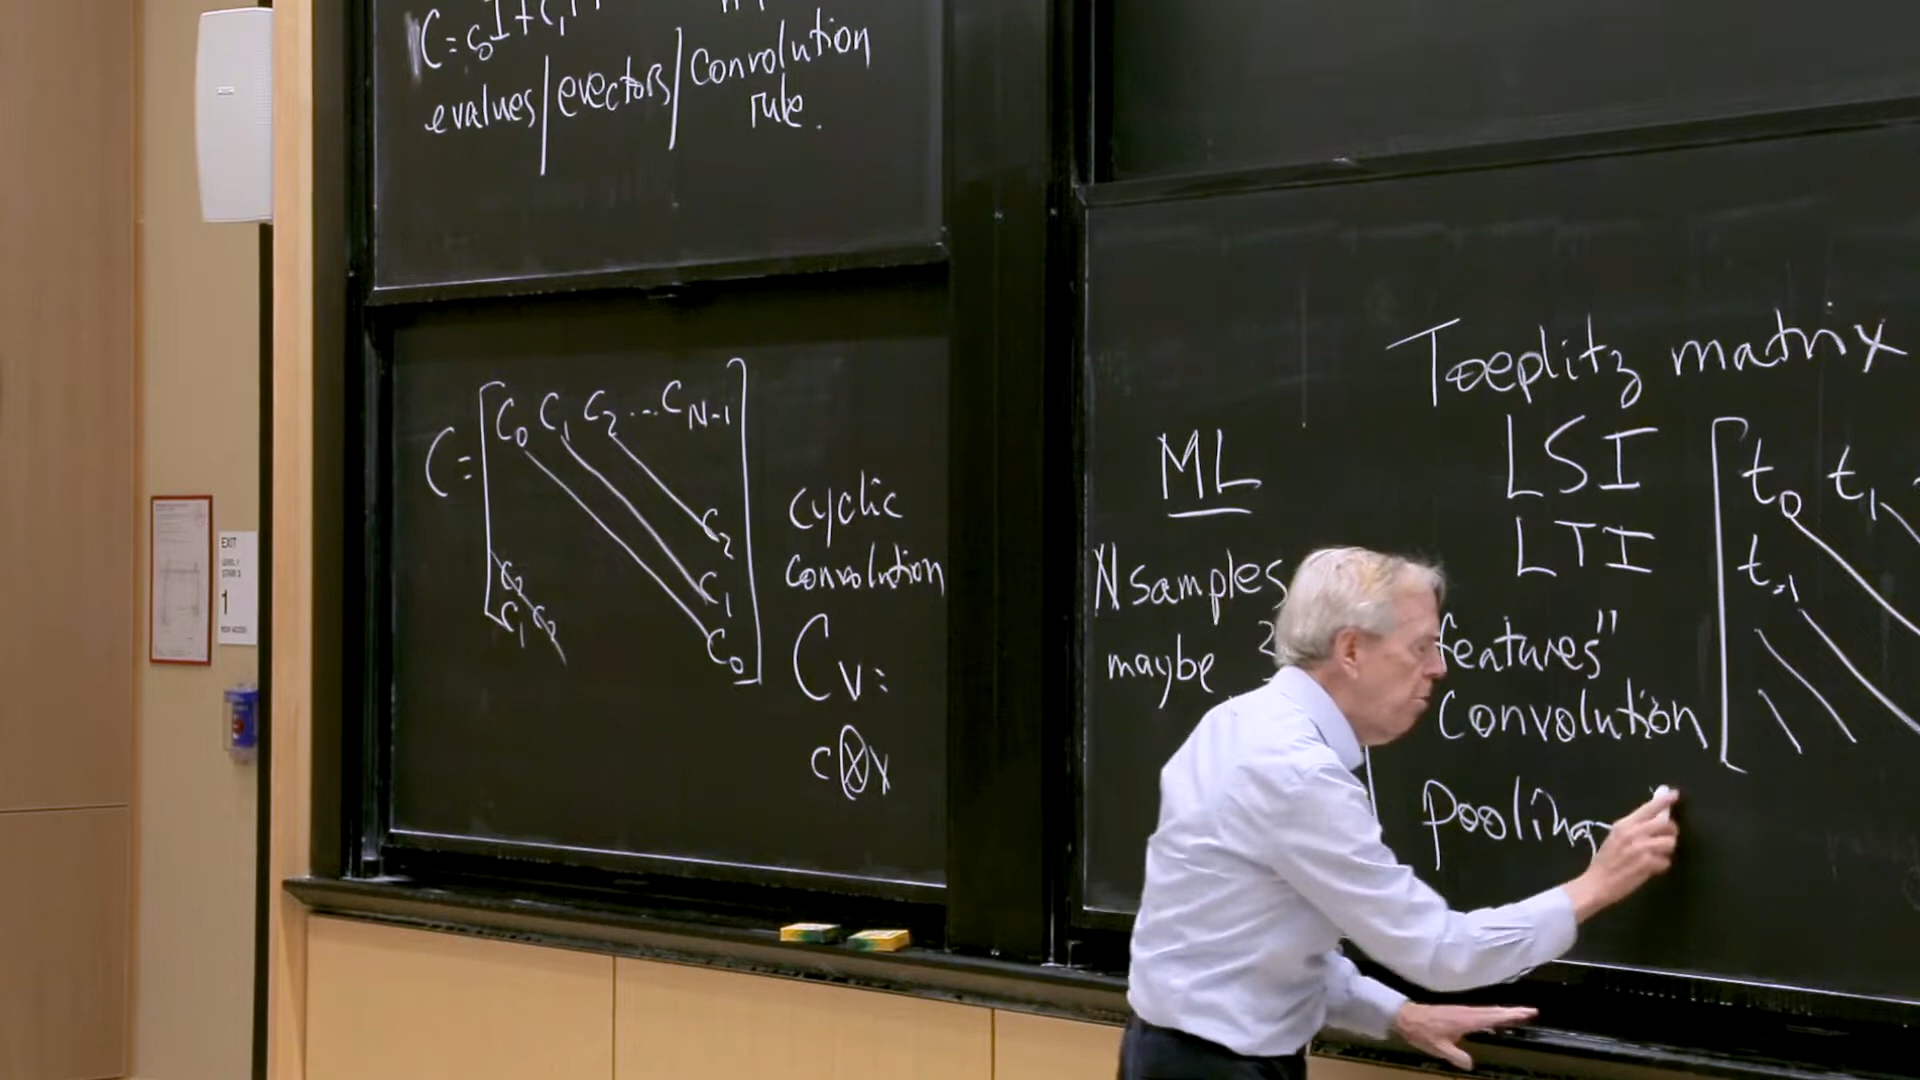 evalues/evectors/convolution
rule.
C=
C0 C1 C2 ... CN-1
C2
C1
C0
C2
C1 C2
cyclic
convolution
Cv=
c⊗v
Toeplitz matrix
ML
LSI
LTI
t0 t1
t-1
N samples
maybe
features"
convolution
pooling
EXIT
1